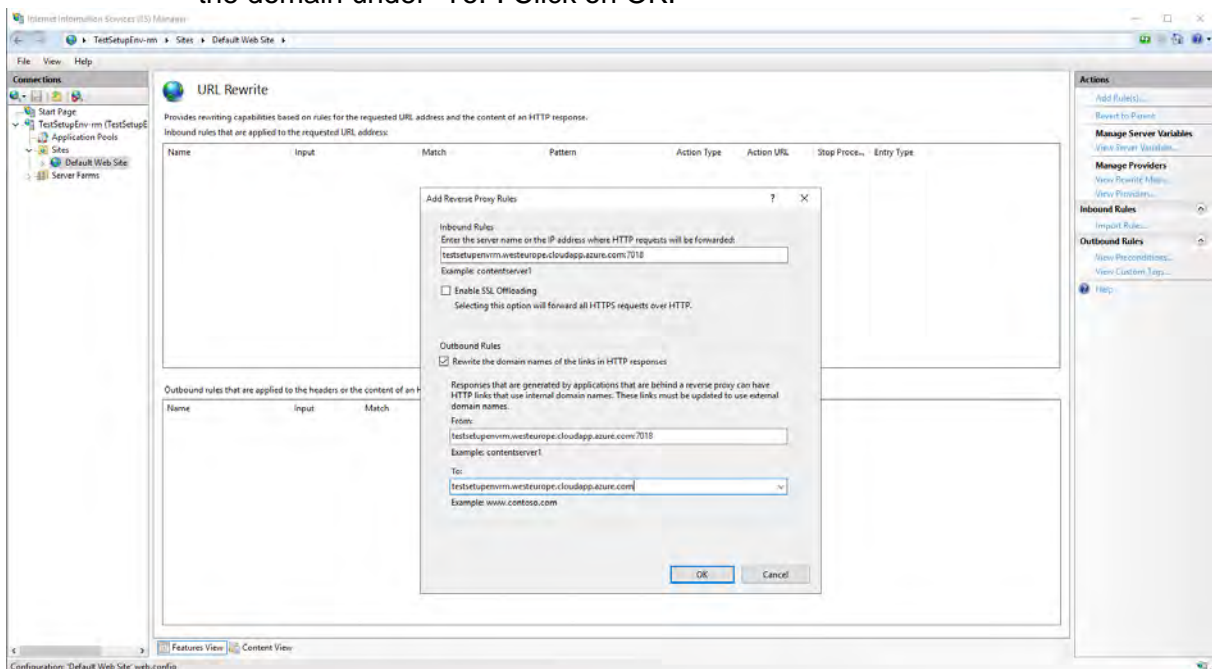 the domain under "To". Click on OK.
Internet Information Services (IIS) Manager
TestSetupEnv-rm ▸ Sites ▸ Default Web Site ▸
File View Help
Connections
Start Page
TestSetupEnv-rm (TestSetupE
Application Pools
Sites
Default Web Site
Server Farms
URL Rewrite
Provides rewriting capabilities based on rules for the requested URL address and the content of an HTTP response.
Inbound rules that are applied to the requested URL address:
Name Input Match Pattern Action Type Action URL Stop Proce... Entry Type
Add Reverse Proxy Rules ? X
Inbound Rules
Enter the server name or the IP address where HTTP requests will be forwarded:
testsetupenvrm.westeurope.cloudapp.azure.com:7018
Example: contentserver1
Enable SSL Offloading
Selecting this option will forward all HTTPS requests over HTTP.
Outbound Rules
Rewrite the domain names of the links in HTTP responses
Responses that are generated by applications that are behind a reverse proxy can have
HTTP links that use internal domain names. These links must be updated to use external
domain names.
From:
testsetupenvrm.westeurope.cloudapp.azure.com:7018
Example: contentserver1
To:
testsetupenvrm.westeurope.cloudapp.azure.com
Example: www.contoso.com
OK Cancel
Outbound rules that are applied to the headers or the content of an H
Name Input Match
Features View Content View
Configuration: 'Default Web Site' web.config
Actions
Add Rule(s)...
Revert to Parent
Manage Server Variables
View Server Variables...
Manage Providers
View Rewrite Maps...
View Providers...
Inbound Rules
Import Rules...
Outbound Rules
View Preconditions...
View Custom Tags...
Help